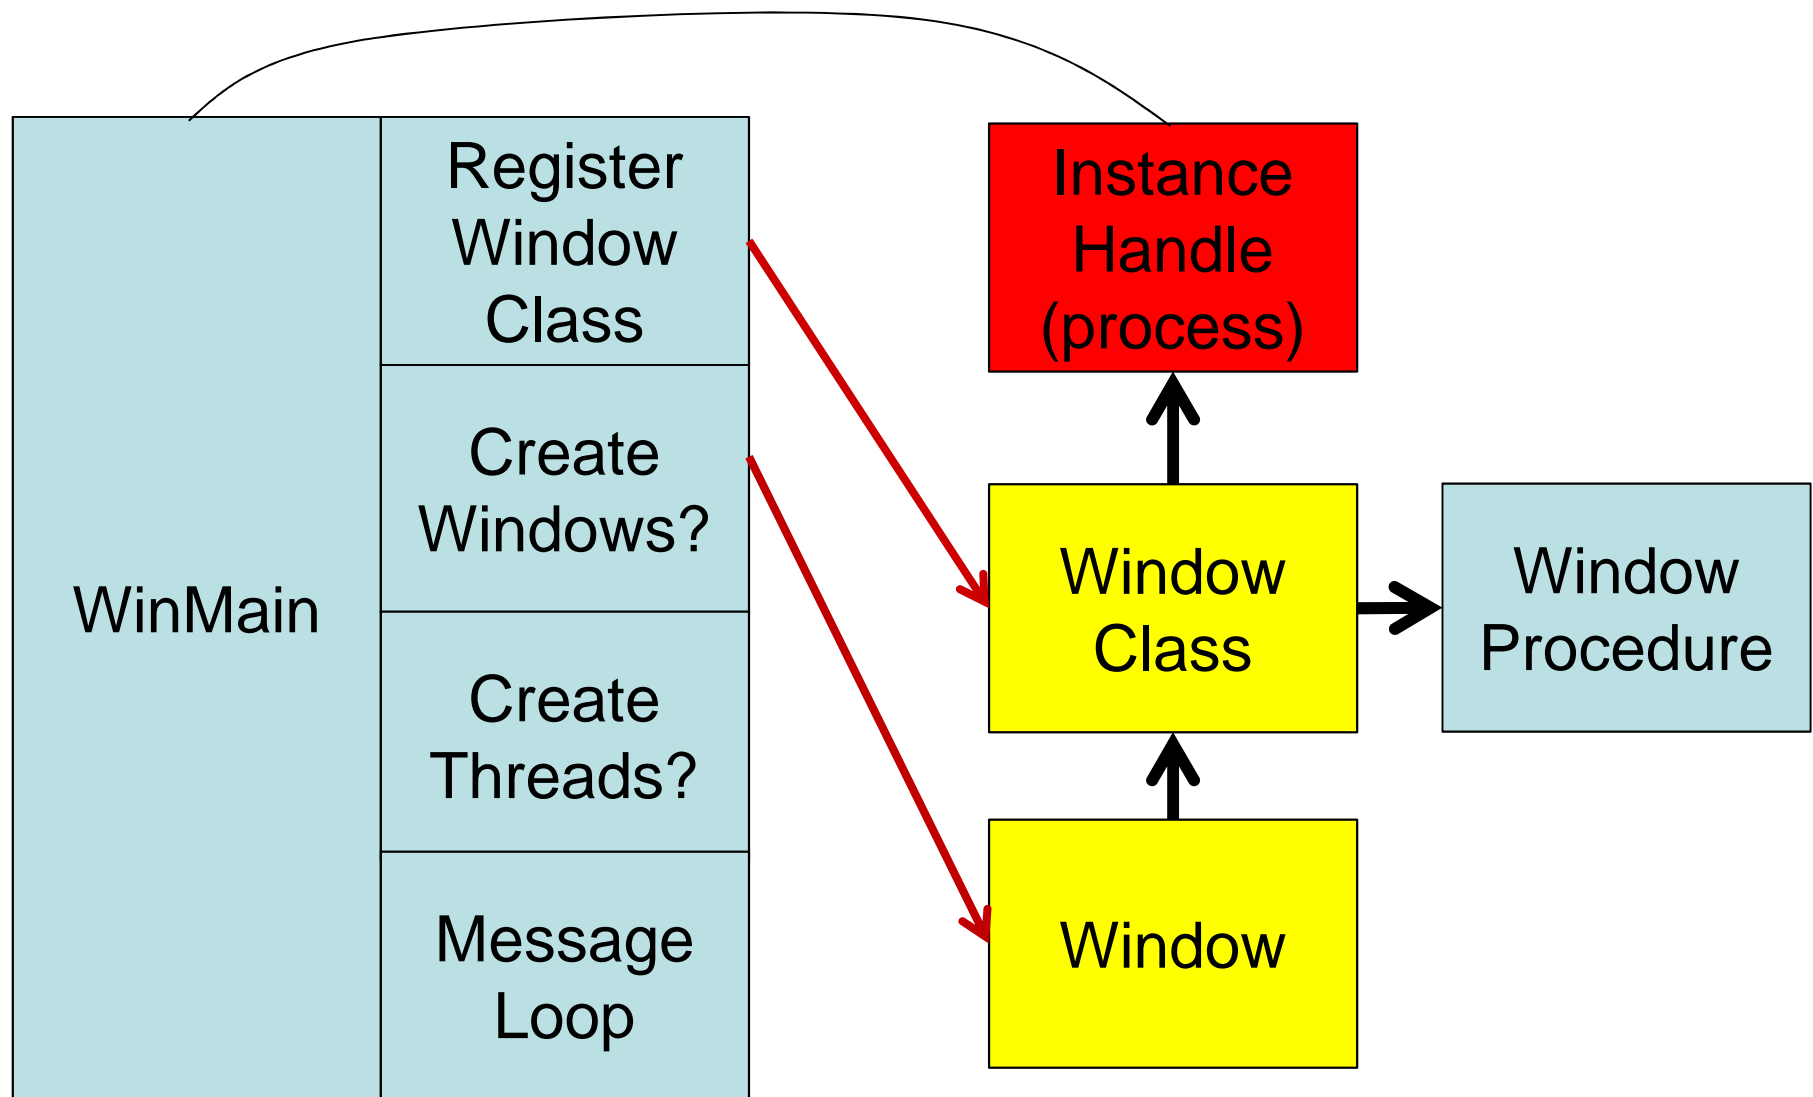 WinMain
Register
Window
Class
Create
Windows?
Create
Threads?
Message
Loop
Instance
Handle
(process)
Window
Class
Window
Procedure
Window